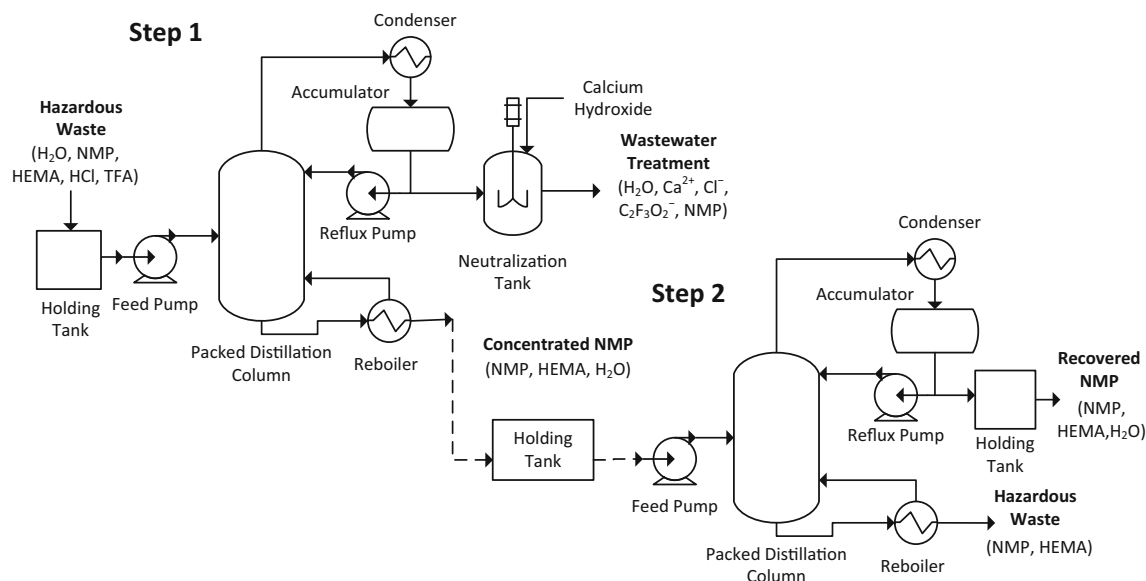 Step 1
Condenser
Accumulator
Calcium
Hydroxide
Hazardous
Waste
(H₂O, NMP,
HEMA, HCl, TFA)
Wastewater
Treatment
(H₂O, Ca²⁺, Cl⁻,
C₂F₃O₂⁻, NMP)
Reflux Pump
Neutralization
Tank
Holding
Tank
Feed Pump
Packed Distillation
Column
Reboiler
Concentrated NMP
(NMP, HEMA, H₂O)
Step 2
Condenser
Accumulator
Recovered
NMP
(NMP,
HEMA,H₂O)
Reflux Pump
Holding
Tank
Holding
Tank
Feed Pump
Hazardous
Waste
(NMP, HEMA)
Packed Distillation
Column
Reboiler